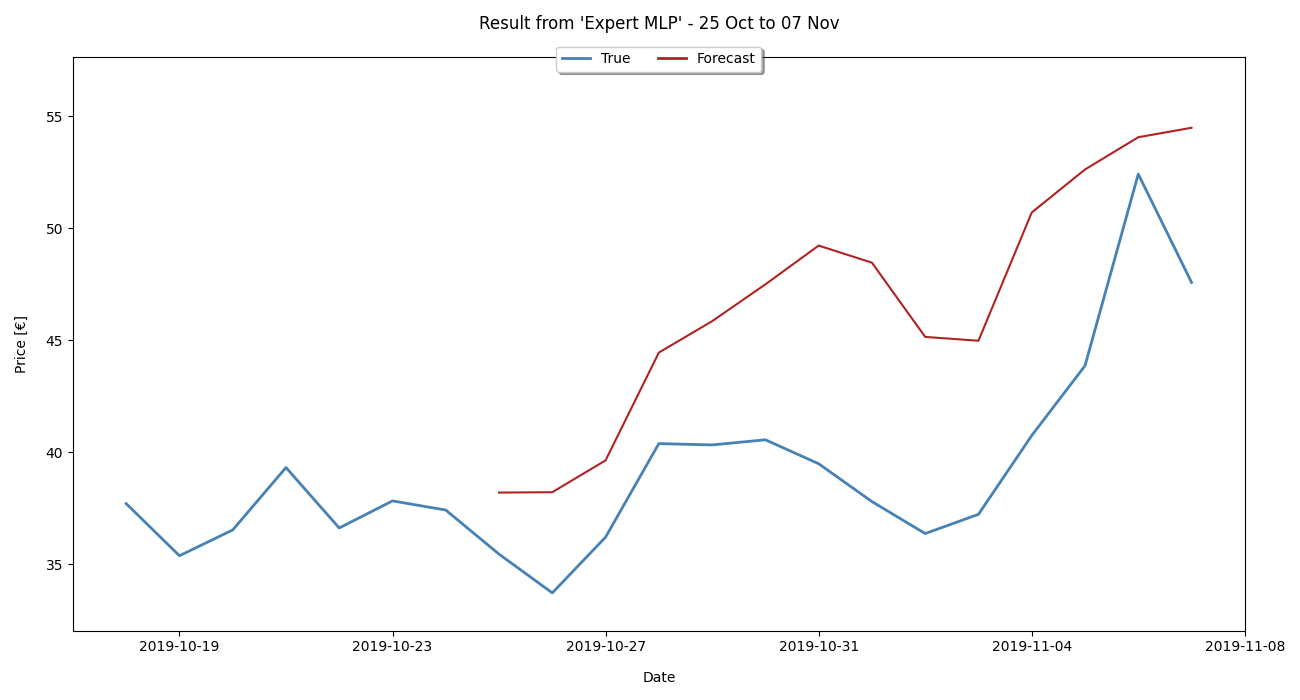 Result from 'Expert MLP' - 25 Oct to 07 Nov
True Forecast
55
50
45
40
35
Price [€]
2019-10-19 2019-10-23 2019-10-27 2019-10-31 2019-11-04 2019-11-08
Date